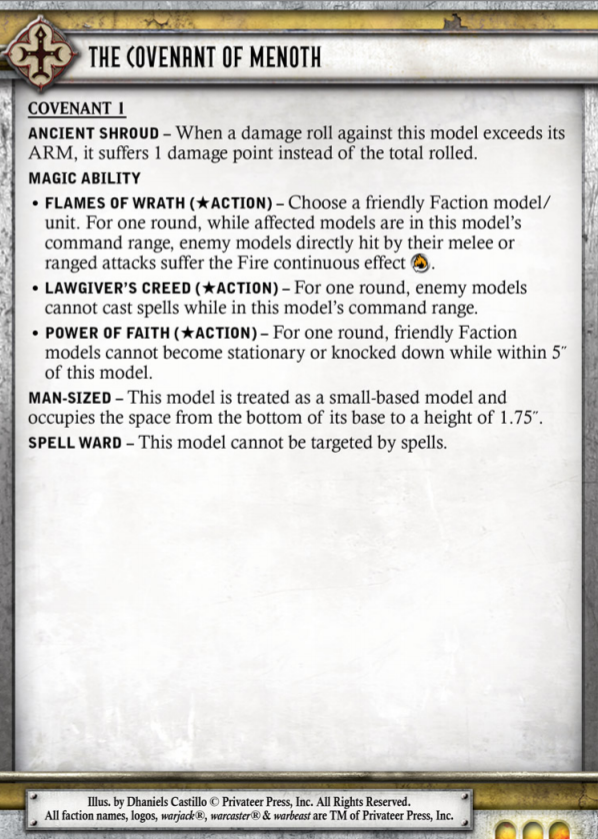 THE COVENANT OF MENOTH
COVENANT 1
ANCIENT SHROUD – When a damage roll against this model exceeds its
ARM, it suffers 1 damage point instead of the total rolled.
MAGIC ABILITY
• FLAMES OF WRATH (★ACTION) – Choose a friendly Faction model/
unit. For one round, while affected models are in this model's
command range, enemy models directly hit by their melee or
ranged attacks suffer the Fire continuous effect .
• LAWGIVER'S CREED (★ACTION) – For one round, enemy models
cannot cast spells while in this model's command range.
• POWER OF FAITH (★ACTION) – For one round, friendly Faction
models cannot become stationary or knocked down while within 5˝
of this model.
MAN-SIZED – This model is treated as a small-based model and
occupies the space from the bottom of its base to a height of 1.75˝.
SPELL WARD – This model cannot be targeted by spells.
Illus. by Dhaniels Castillo © Privateer Press, Inc. All Rights Reserved.
All faction names, logos, warjack®, warcaster® & warbeast are TM of Privateer Press, Inc.